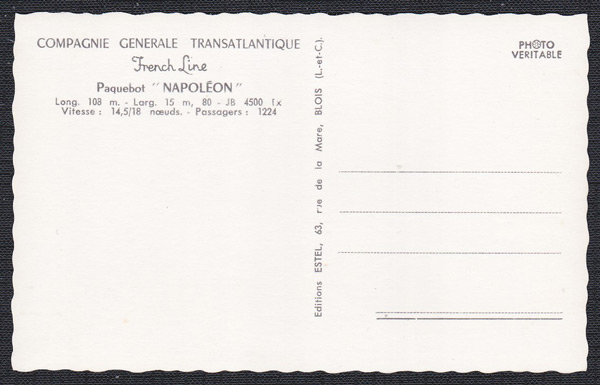 COMPAGNIE GENERALE TRANSATLANTIQUE
French Line
Paquebot "NAPOLÉON"
Long. 108 m. - Larg. 15 m, 80 - JB 4500 Tx
Vitesse : 14,5/18 nœuds. - Passagers : 1224
Editions ESTEL, 63, rue de la Mare, BLOIS (L.-et-C.).
PHOTO
VERITABLE